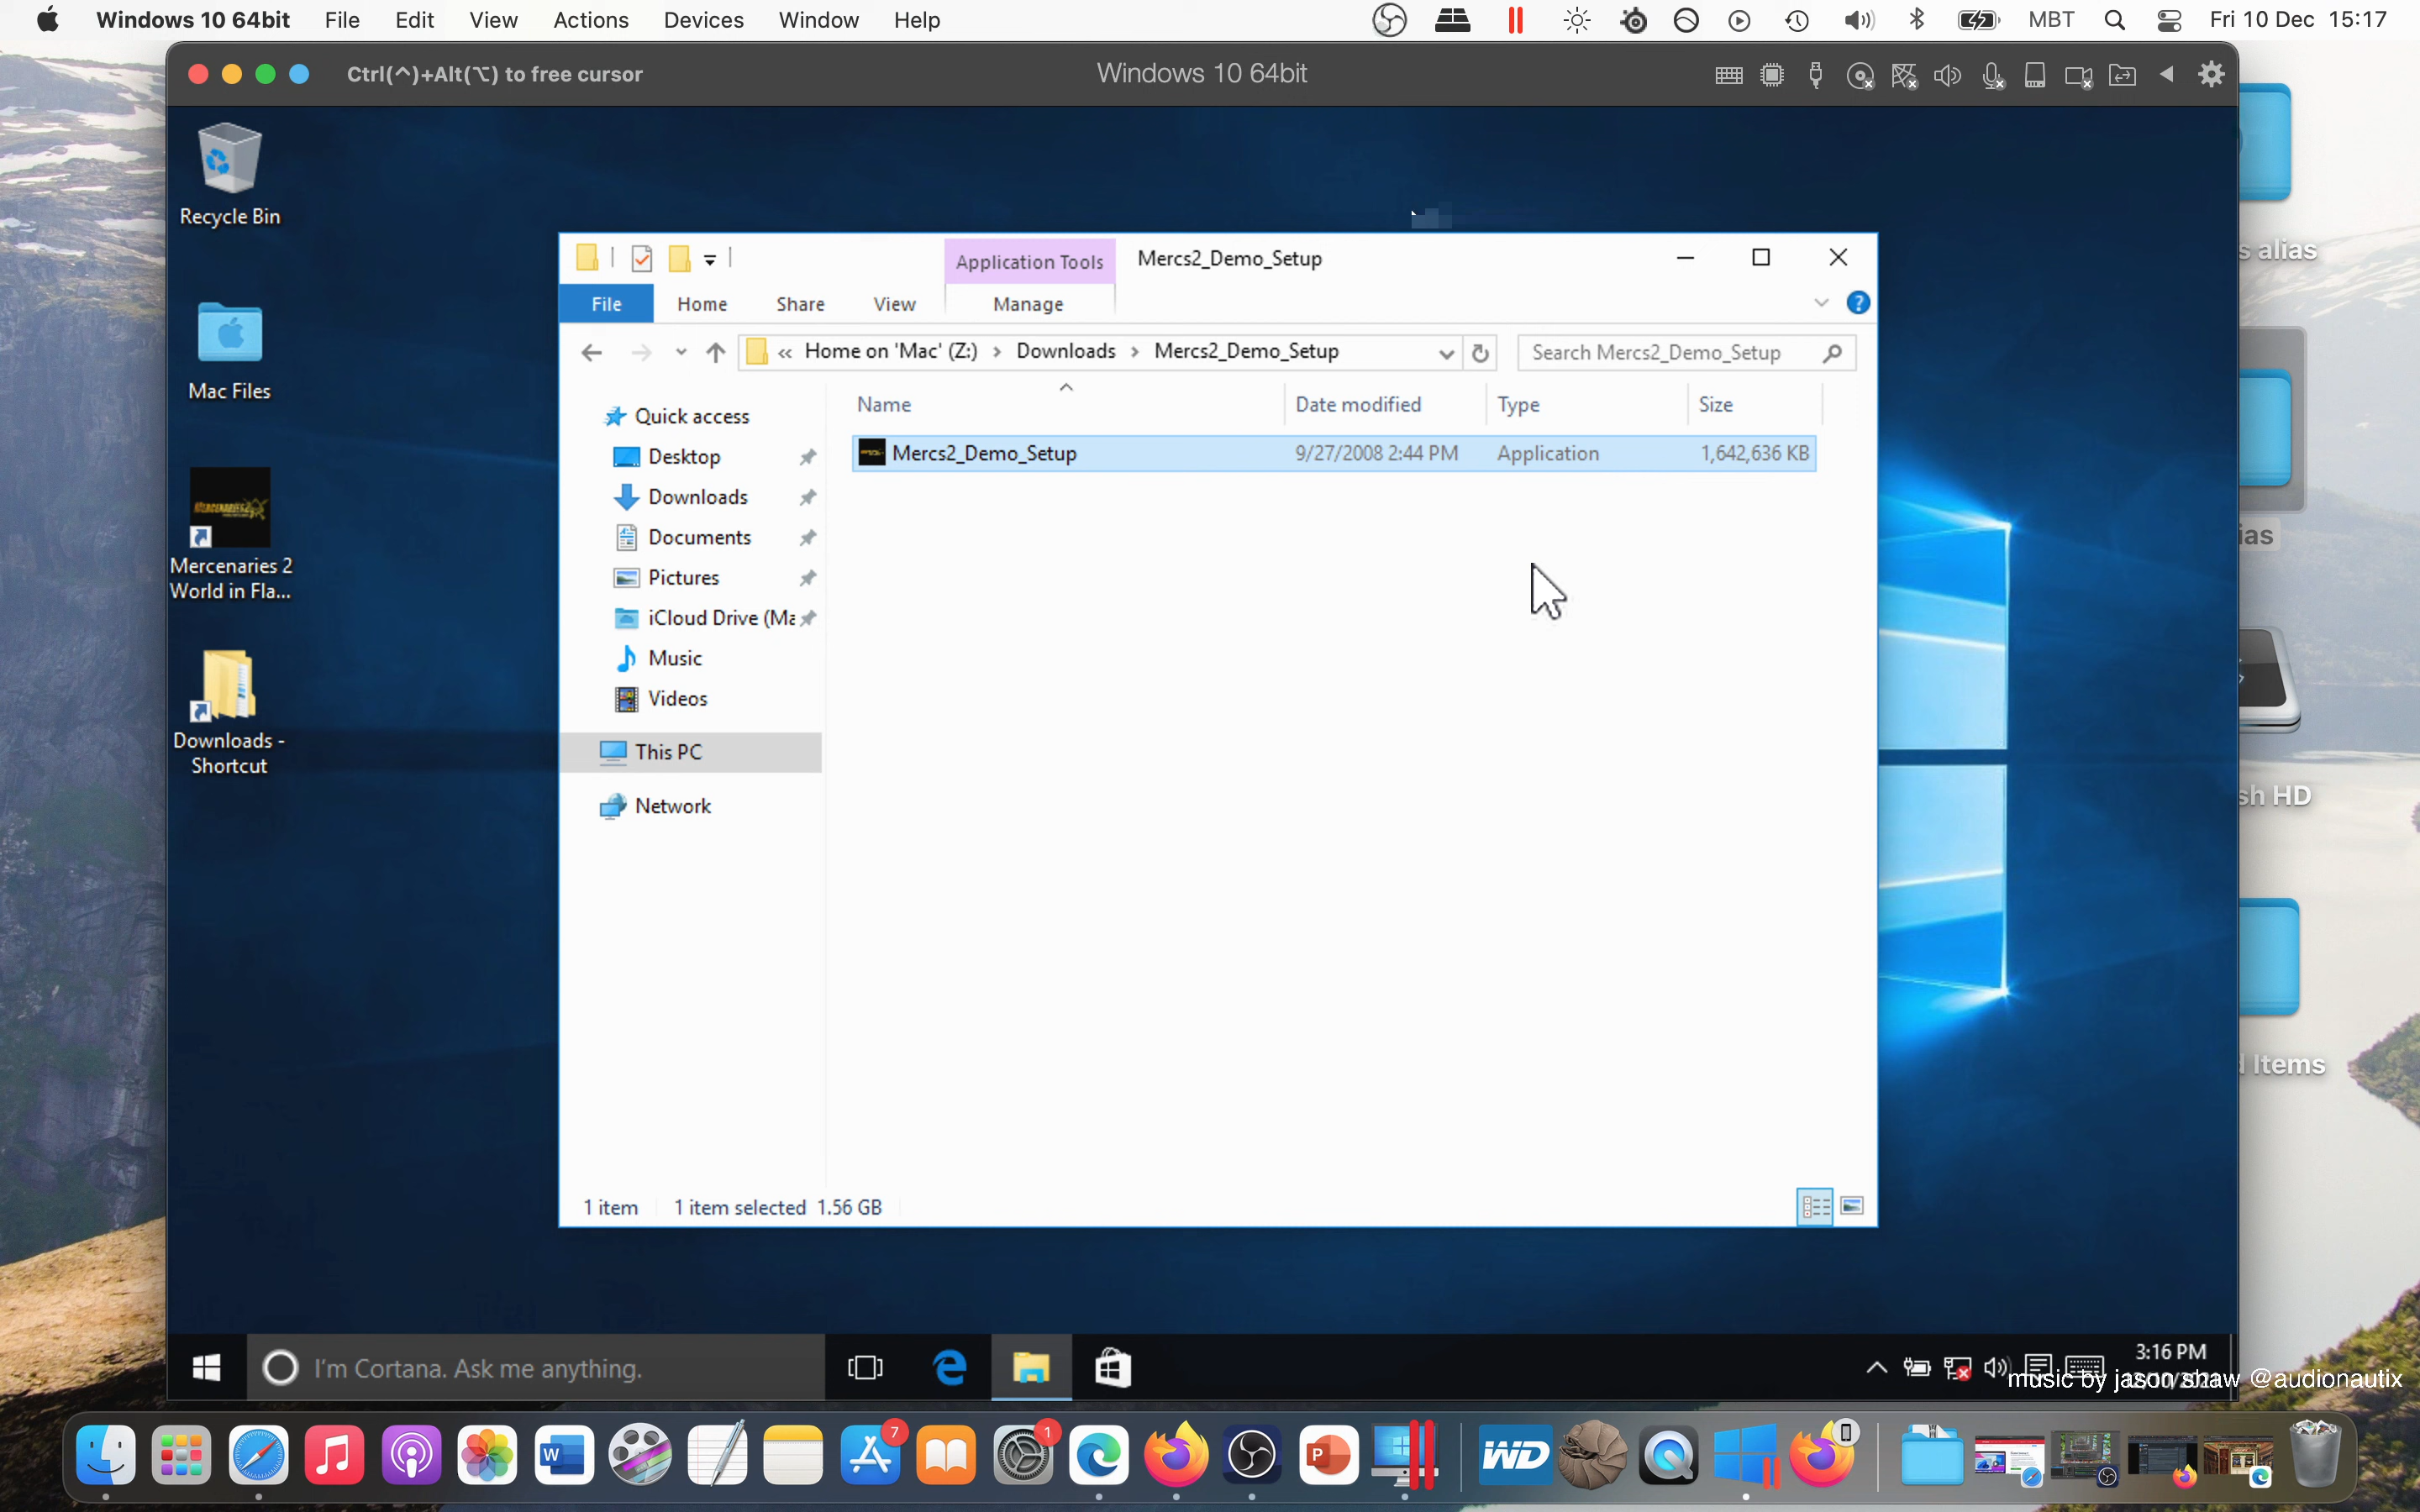 Windows 10 64bit File Edit View Actions Devices Window Help MBT Fri 10 Dec 15:17
Ctrl(^)+Alt(⌥) to free cursor Windows 10 64bit
Recycle Bin
Mac Files
Mercenaries 2
World in Fla...
Downloads -
Shortcut
Application Tools Mercs2_Demo_Setup
File Home Share View Manage
« Home on 'Mac' (Z:) > Downloads > Mercs2_Demo_Setup Search Mercs2_Demo_Setup
Name Date modified Type Size
Mercs2_Demo_Setup 9/27/2008 2:44 PM Application 1,642,636 KB
Quick access
Desktop
Downloads
Documents
Pictures
iCloud Drive (Ma
Music
Videos
This PC
Network
1 item 1 item selected 1.56 GB
s alias
ias
sh HD
d Items
I'm Cortana. Ask me anything.
3:16 PM
music by jason shaw @audionautix
7
1
W
P
WD